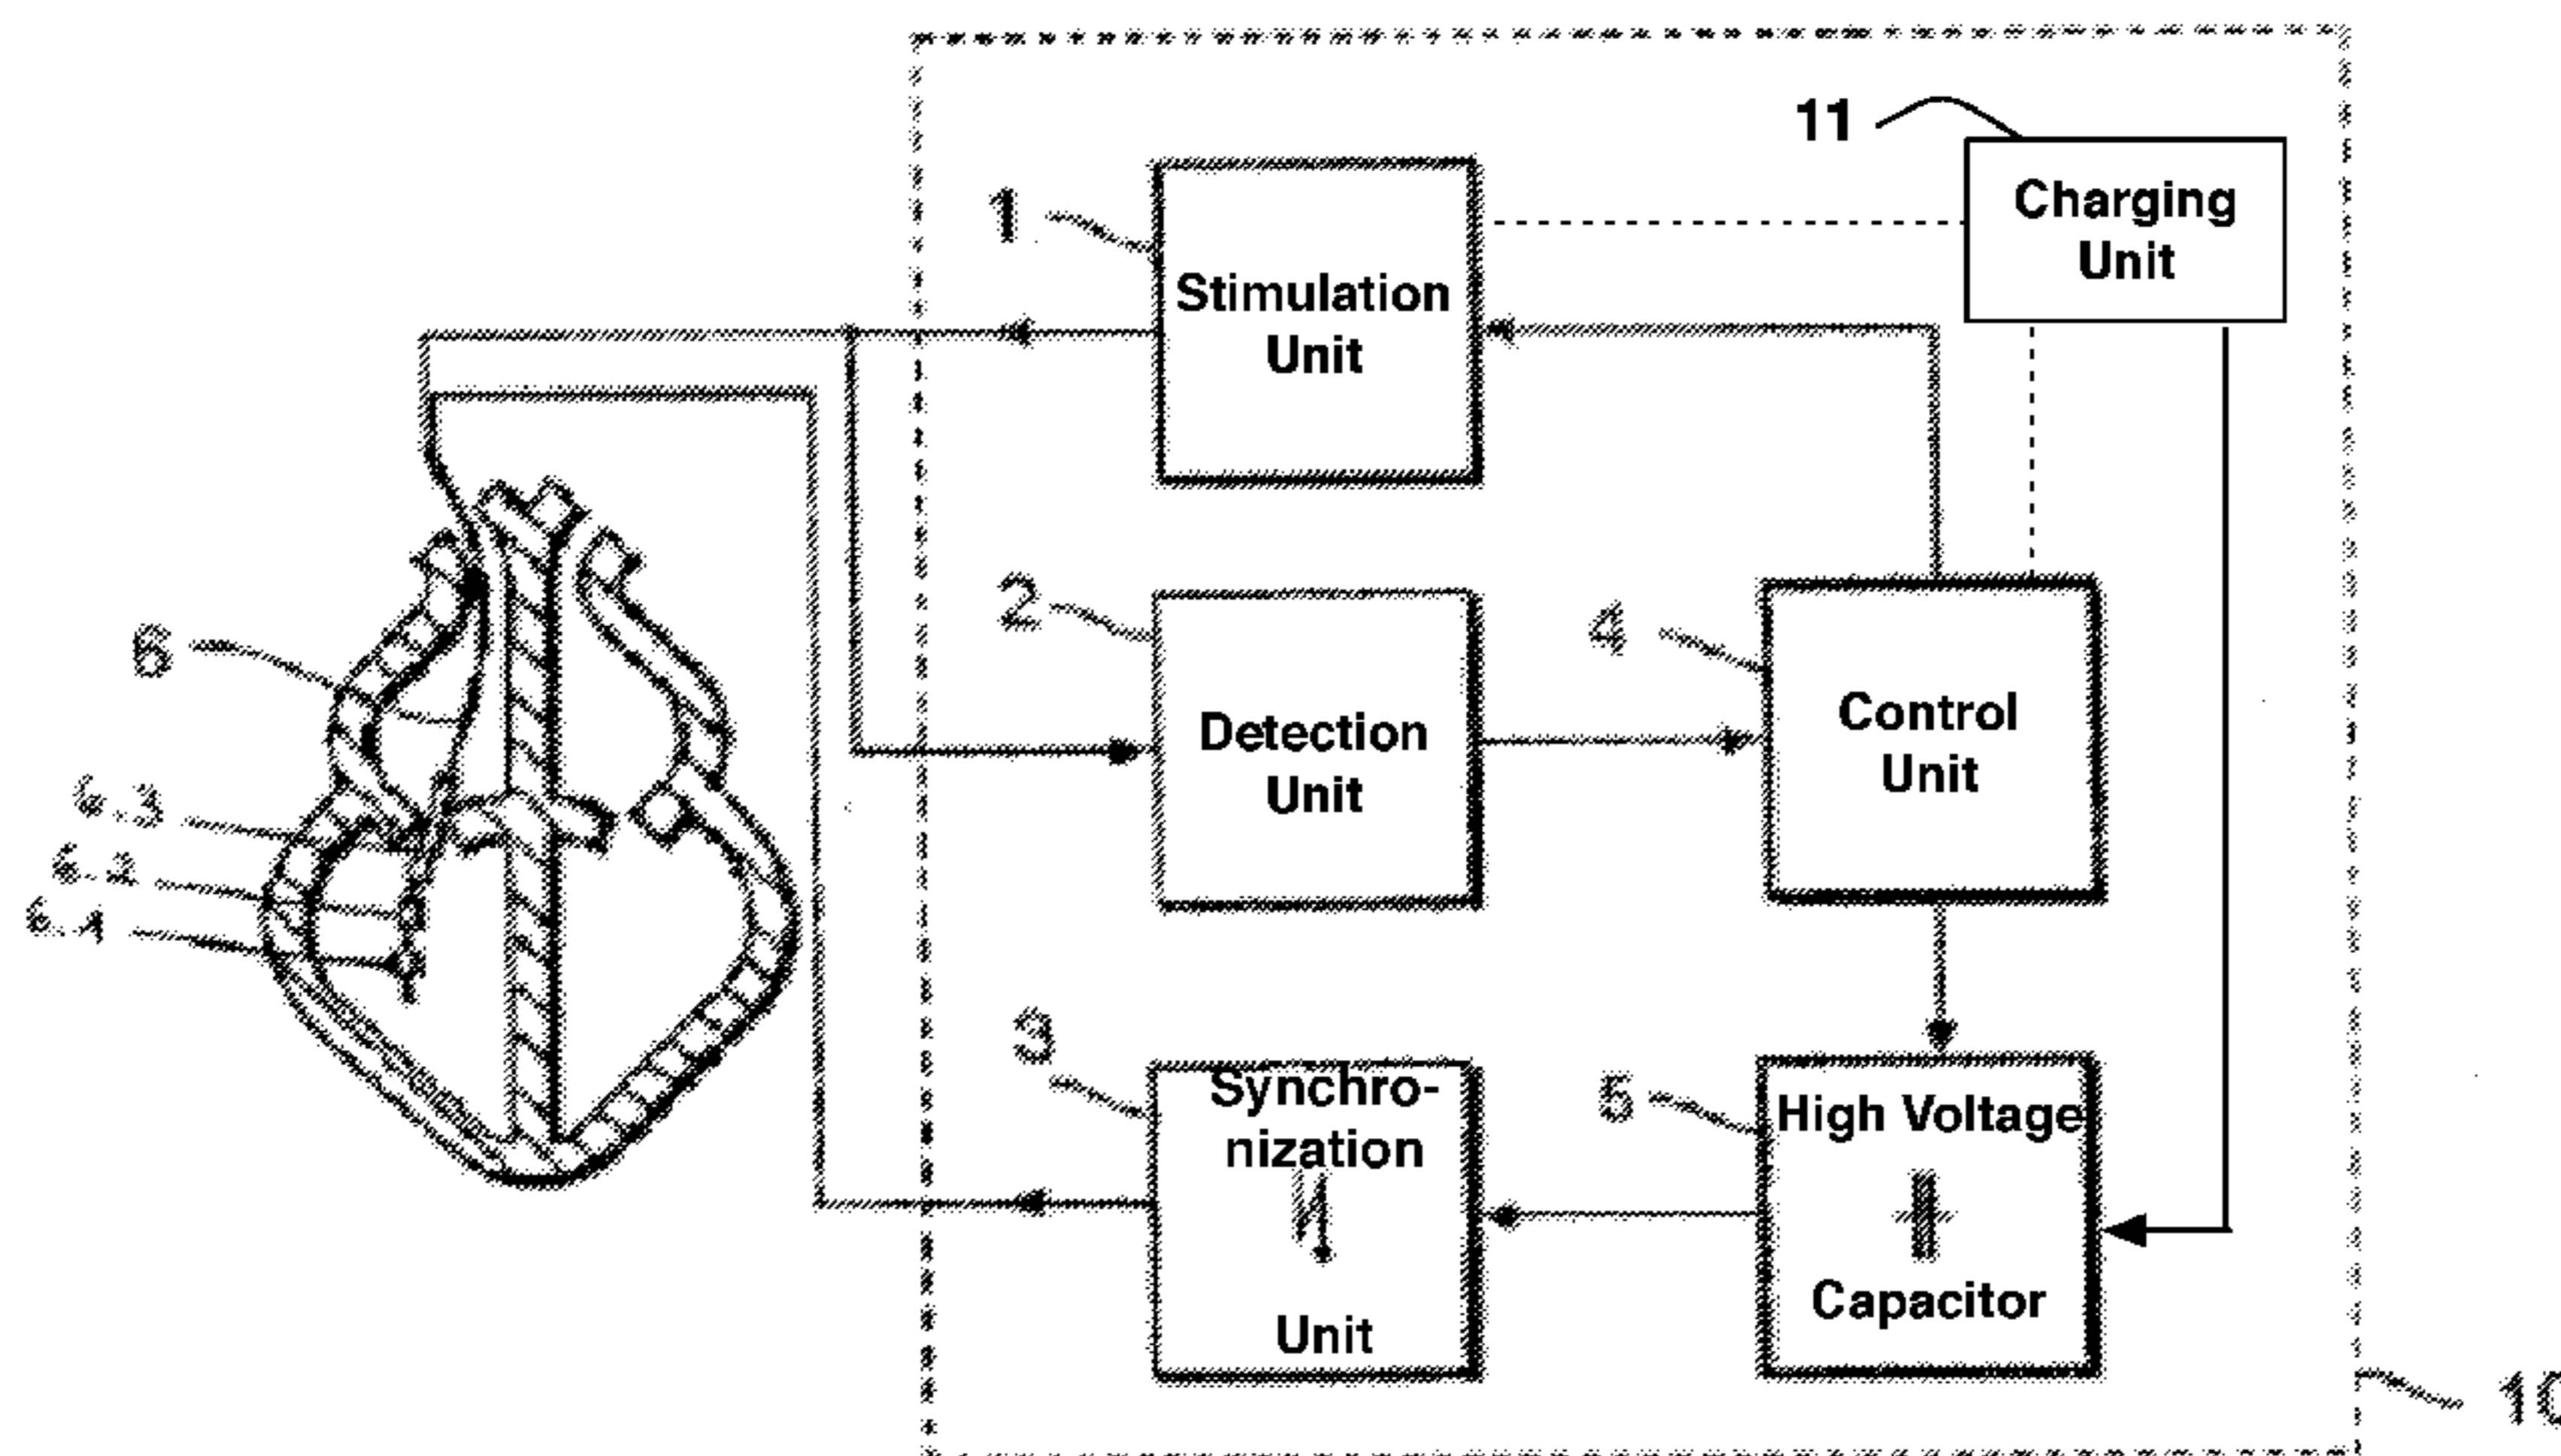 11
Charging
Unit
1
Stimulation
Unit
2
Detection
Unit
4
Control
Unit
6
6.3
6.2
6.1
3
Synchro-
nization
Unit
5
High Voltage
Capacitor
10